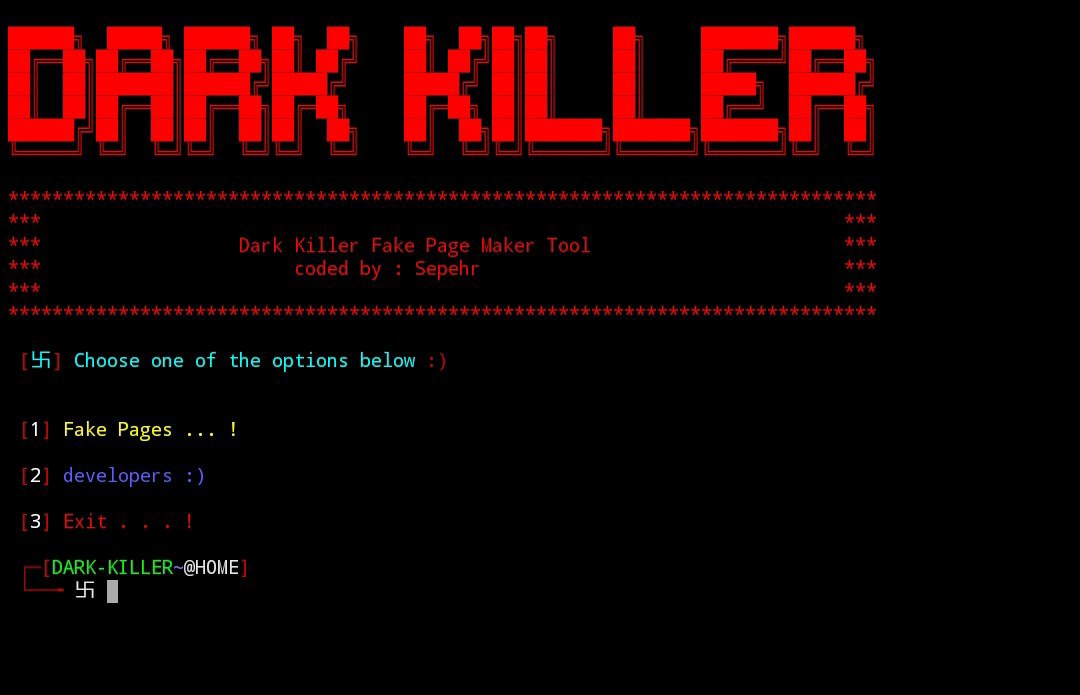 DARK KILLER
*******************************************************************************
*** ***
*** Dark Killer Fake Page Maker Tool ***
*** coded by : Sepehr ***
*** ***
*******************************************************************************
[卐] Choose one of the options below :)
[1] Fake Pages ... !
[2] developers :)
[3] Exit . . . !
[DARK-KILLER~@HOME]
卐